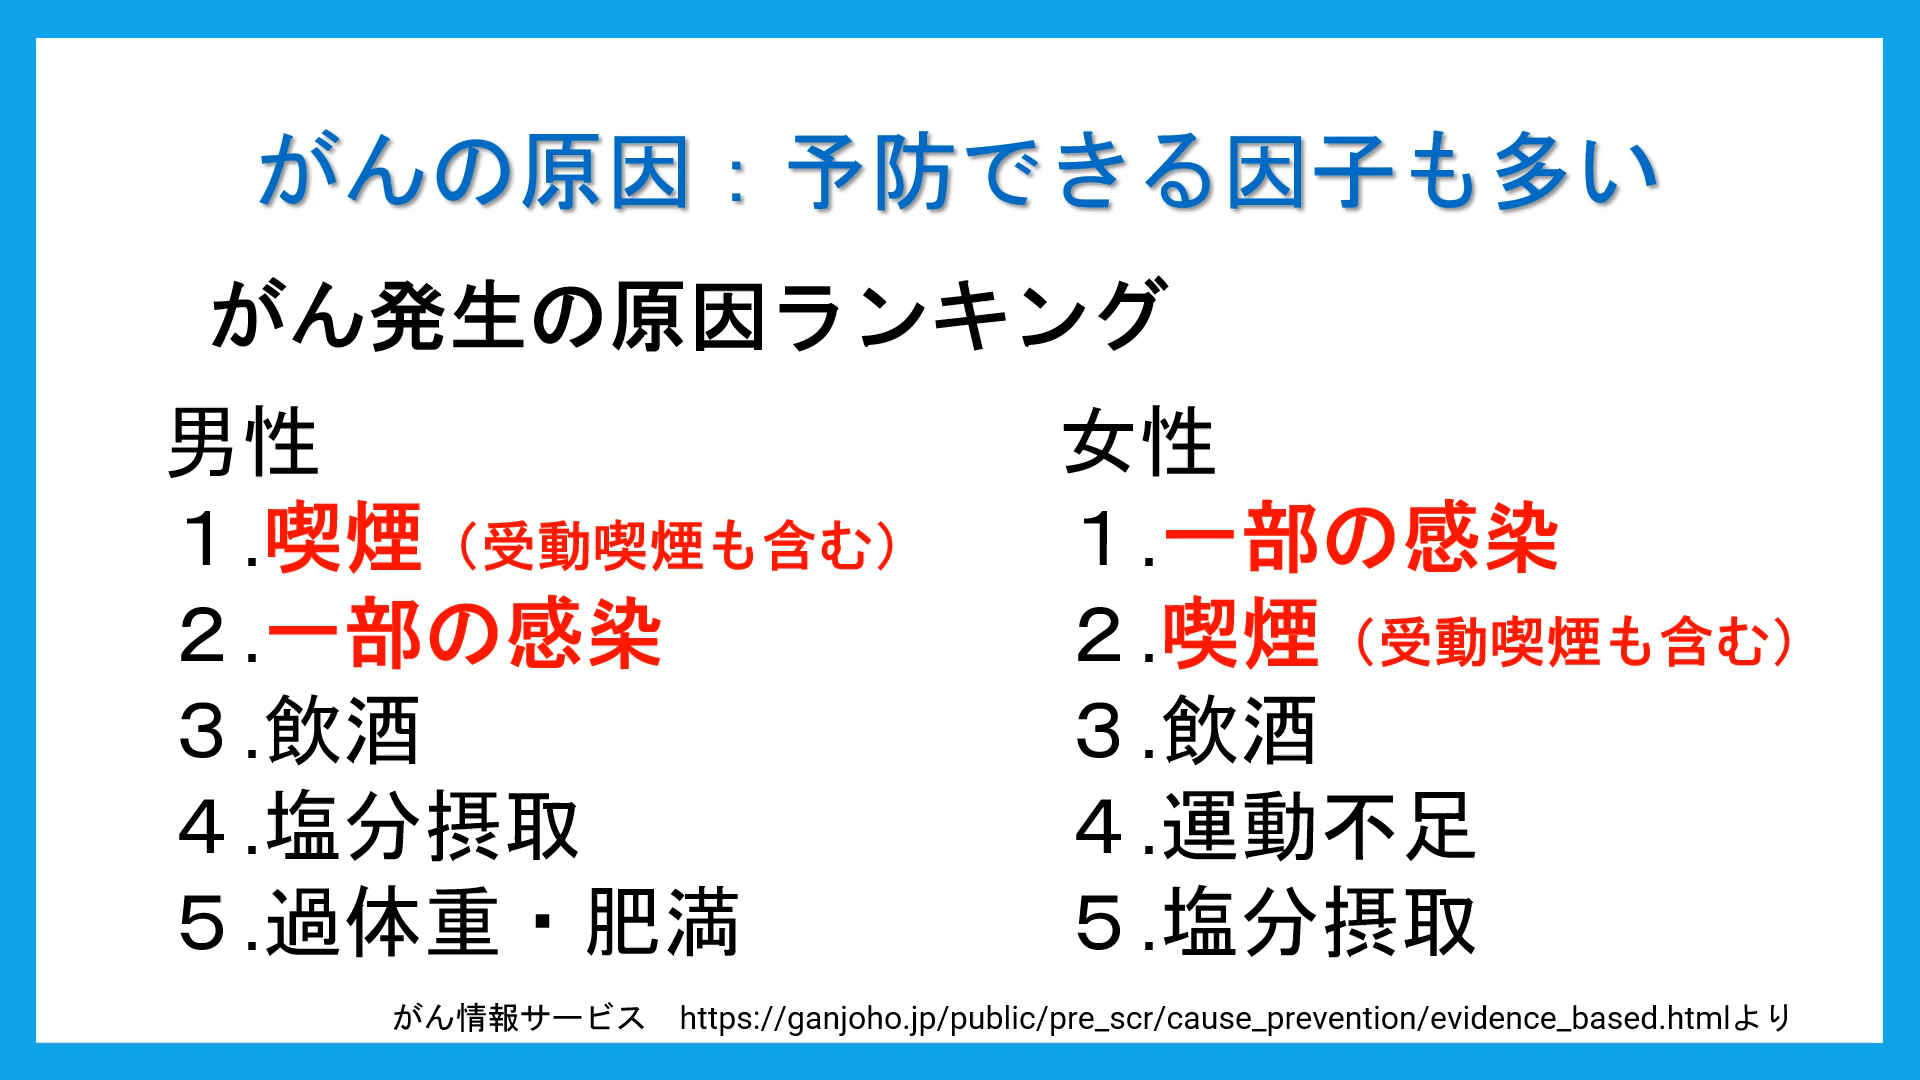 がんの原因：予防できる因子も多い
がん発生の原因ランキング
男性
１.喫煙（受動喫煙も含む）
２.一部の感染
３.飲酒
４.塩分摂取
５.過体重・肥満
女性
１.一部の感染
２.喫煙（受動喫煙も含む）
３.飲酒
４.運動不足
５.塩分摂取
がん情報サービス　https://ganjoho.jp/public/pre_scr/cause_prevention/evidence_based.htmlより